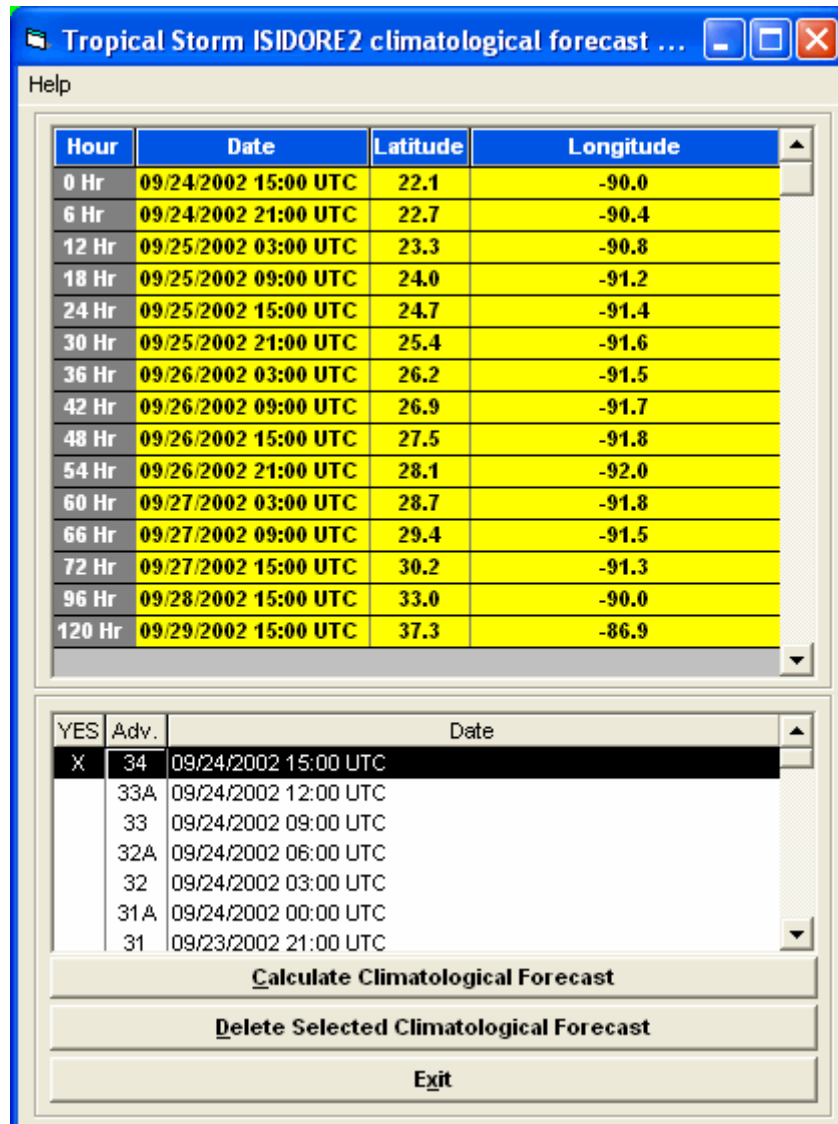 Tropical Storm ISIDORE2 climatological forecast ...
Help
Hour Date Latitude Longitude
0 Hr 09/24/2002 15:00 UTC 22.1 -90.0
6 Hr 09/24/2002 21:00 UTC 22.7 -90.4
12 Hr 09/25/2002 03:00 UTC 23.3 -90.8
18 Hr 09/25/2002 09:00 UTC 24.0 -91.2
24 Hr 09/25/2002 15:00 UTC 24.7 -91.4
30 Hr 09/25/2002 21:00 UTC 25.4 -91.6
36 Hr 09/26/2002 03:00 UTC 26.2 -91.5
42 Hr 09/26/2002 09:00 UTC 26.9 -91.7
48 Hr 09/26/2002 15:00 UTC 27.5 -91.8
54 Hr 09/26/2002 21:00 UTC 28.1 -92.0
60 Hr 09/27/2002 03:00 UTC 28.7 -91.8
66 Hr 09/27/2002 09:00 UTC 29.4 -91.5
72 Hr 09/27/2002 15:00 UTC 30.2 -91.3
96 Hr 09/28/2002 15:00 UTC 33.0 -90.0
120 Hr 09/29/2002 15:00 UTC 37.3 -86.9
YES Adv. Date
X 34 09/24/2002 15:00 UTC
33A 09/24/2002 12:00 UTC
33 09/24/2002 09:00 UTC
32A 09/24/2002 06:00 UTC
32 09/24/2002 03:00 UTC
31A 09/24/2002 00:00 UTC
31 09/23/2002 21:00 UTC
Calculate Climatological Forecast
Delete Selected Climatological Forecast
Exit